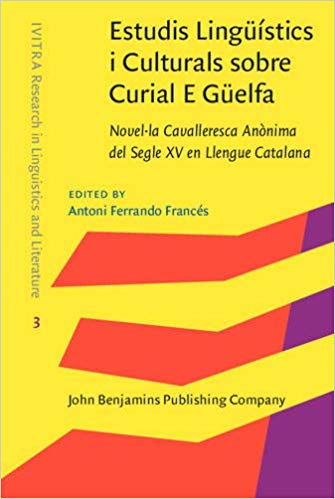 IVITRA Research in Linguistics and Literature 3
Estudis Lingüístics
i Culturals sobre
Curial E Güelfa
Novel·la Cavalleresca Anònima
del Segle XV en Llengue Catalana
EDITED BY
Antoni Ferrando Francés
John Benjamins Publishing Company